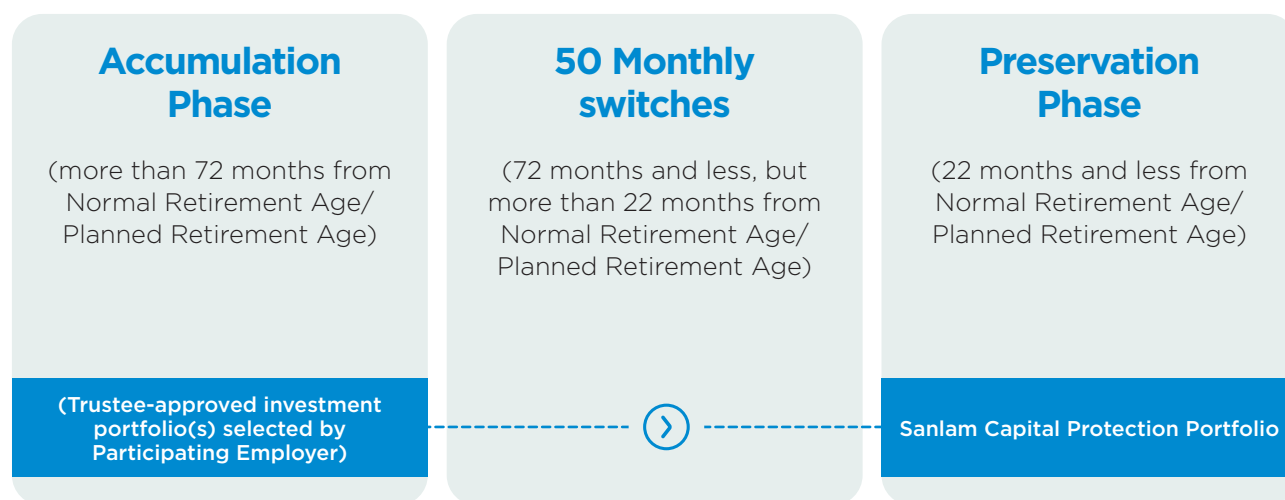 Accumulation
Phase
(more than 72 months from
Normal Retirement Age/
Planned Retirement Age)
(Trustee-approved investment
portfolio(s) selected by
Participating Employer)
50 Monthly
switches
(72 months and less, but
more than 22 months from
Normal Retirement Age/
Planned Retirement Age)
Preservation
Phase
(22 months and less from
Normal Retirement Age/
Planned Retirement Age)
Sanlam Capital Protection Portfolio